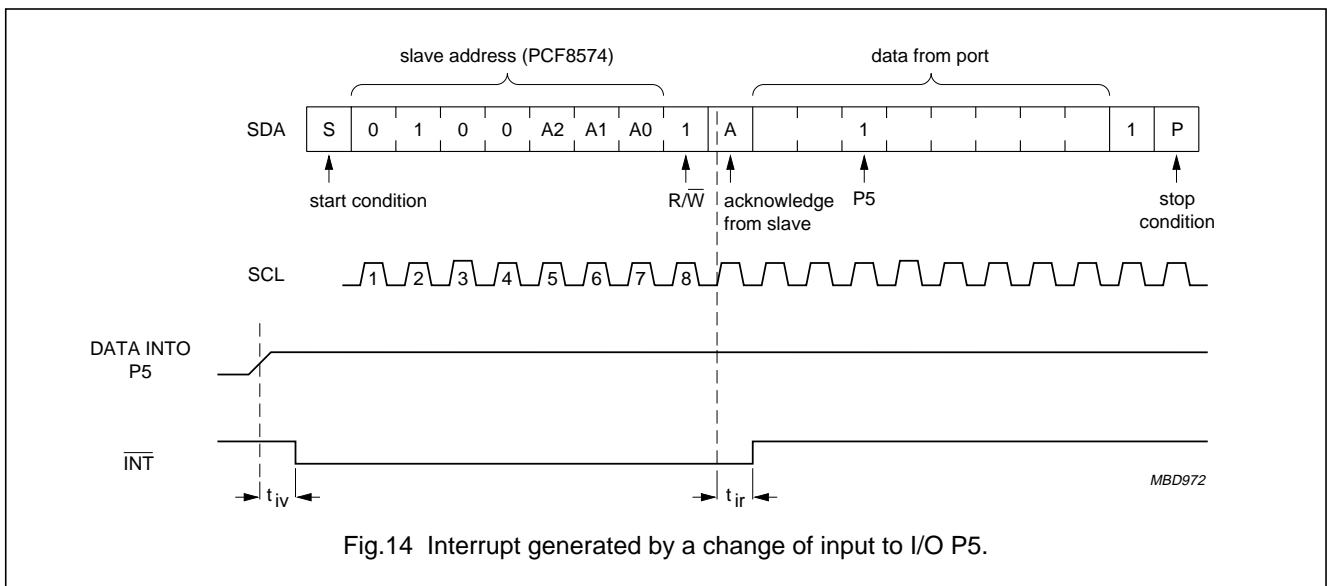 slave address (PCF8574) data from port
SDA S 0 1 0 0 A2 A1 A0 1 A 1 1 P
start condition R/W acknowledge from slave P5 stop condition
SCL 1 2 3 4 5 6 7 8
DATA INTO P5
INT
t iv t ir
MBD972
Fig.14 Interrupt generated by a change of input to I/O P5.